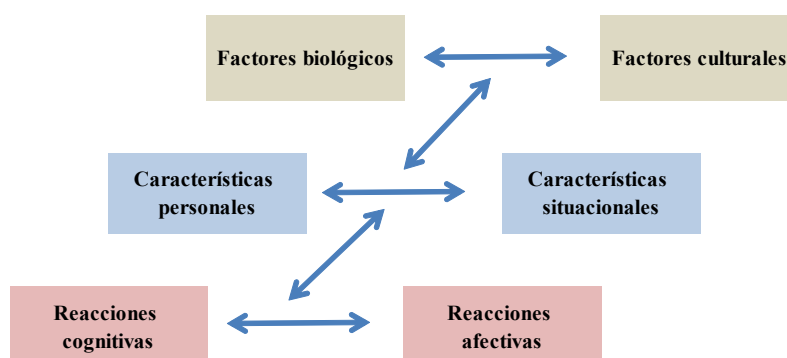 Factores biológicos
Factores culturales
Características
personales
Características
situacionales
Reacciones
cognitivas
Reacciones
afectivas